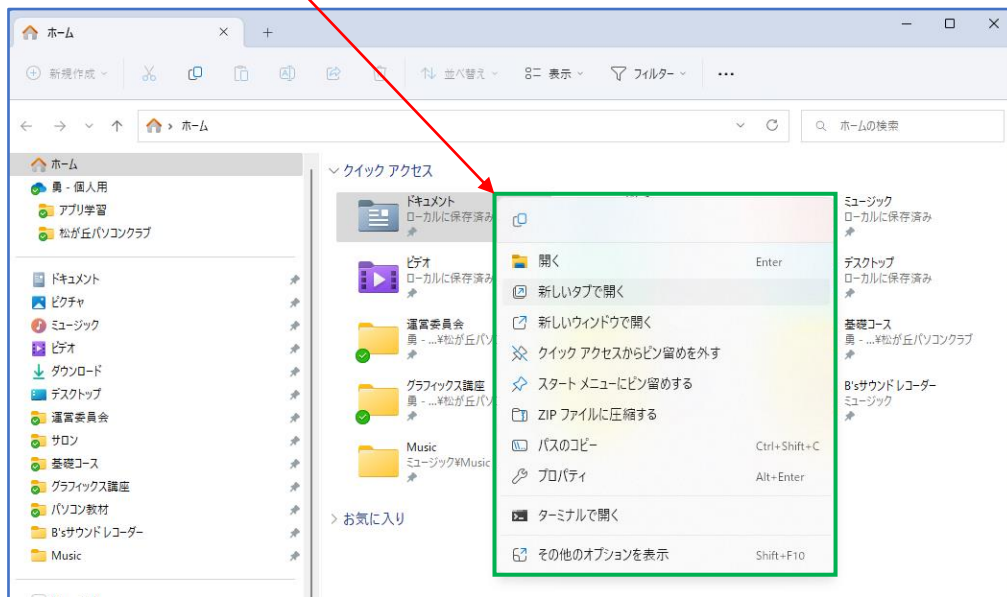 ホーム
新規作成
並べ替え
表示
フィルター
ホーム
ホームの検索
ホーム
勇 - 個人用
アプリ学習
松が丘パソコンクラブ
ドキュメント
ピクチャ
ミュージック
ビデオ
ダウンロード
デスクトップ
運営委員会
サロン
基礎コース
グラフィックス講座
パソコン教材
B'sサウンドレコーダー
Music
クイック アクセス
ドキュメント
ローカルに保存済み
ビデオ
ローカルに保存済み
運営委員会
勇 - ...¥松が丘パソ
グラフィックス講座
勇 - ...¥松が丘パソ
Music
ミュージック¥Music
お気に入り
開く Enter
新しいタブで開く
新しいウィンドウで開く
クイック アクセスからピン留めを外す
スタート メニューにピン留めする
ZIP ファイルに圧縮する
パスのコピー Ctrl+Shift+C
プロパティ Alt+Enter
ターミナルで開く
その他のオプションを表示 Shift+F10
ミュージック
ローカルに保存済み
デスクトップ
ローカルに保存済み
基礎コース
勇 - ...¥松が丘パソコンクラブ
B'sサウンドレコーダー
ミュージック